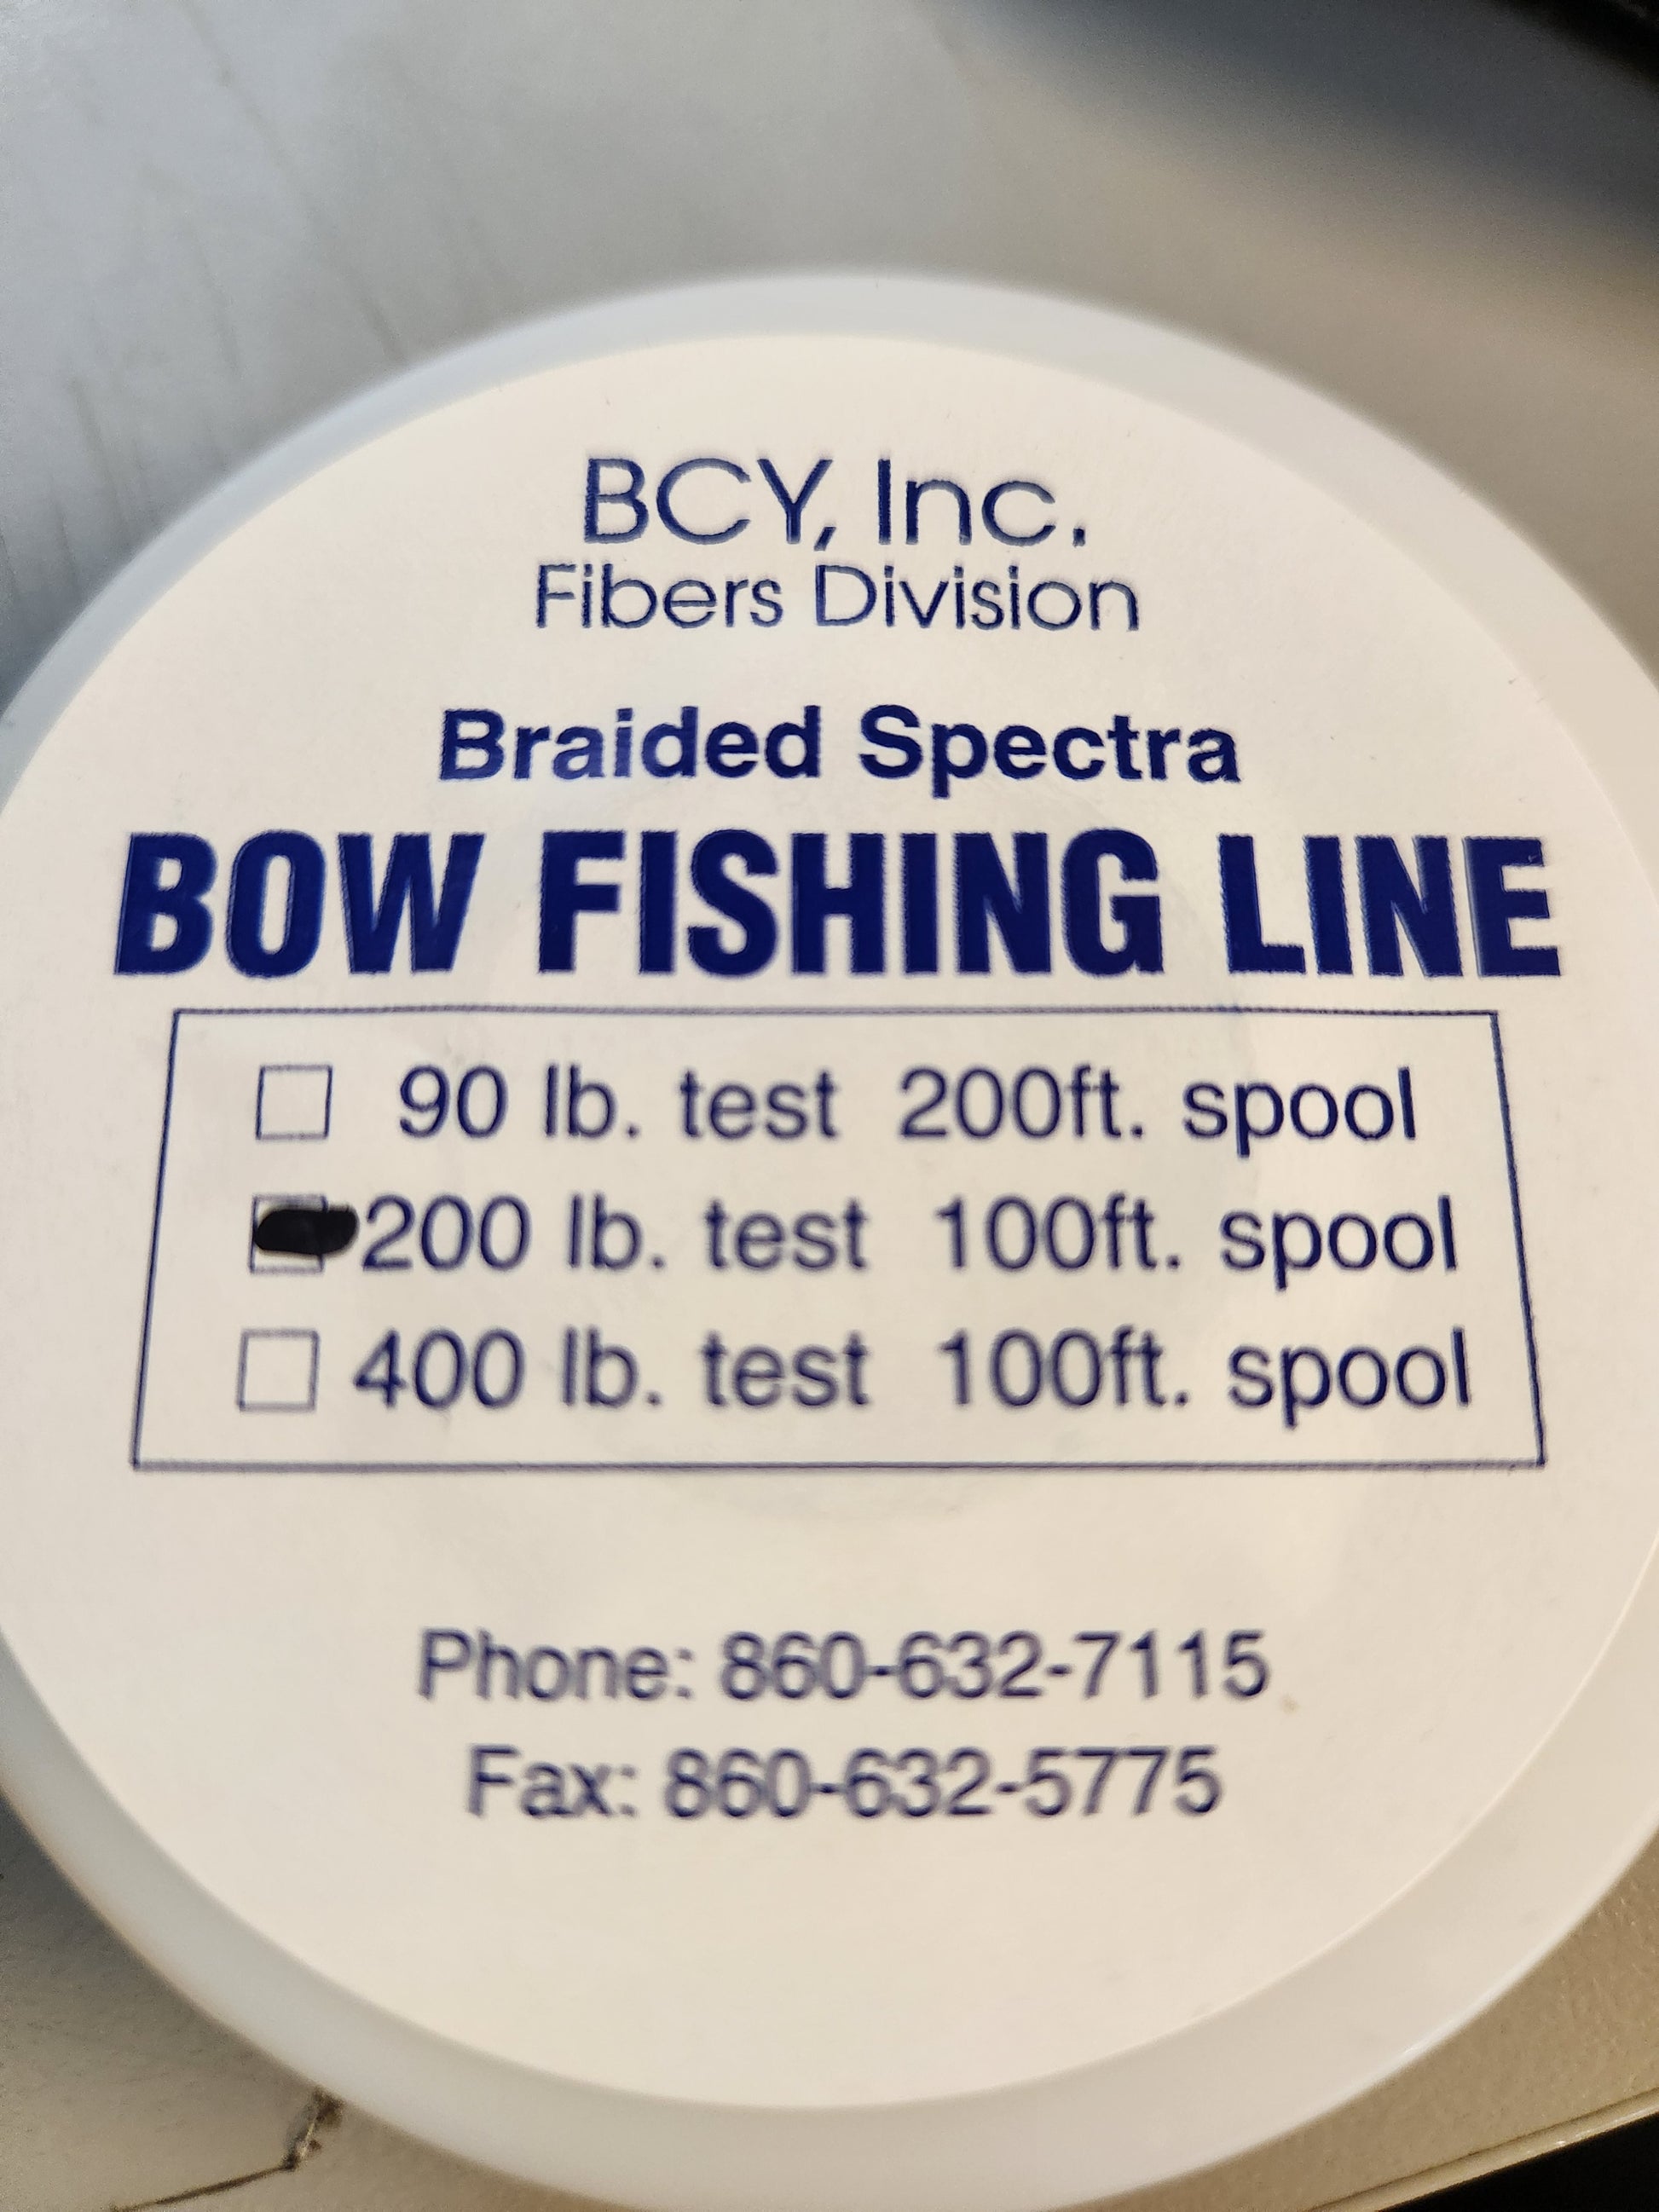 BCY, Inc.
Fibers Division
Braided Spectra
BOW FISHING LINE
90 lb. test 200ft. spool
200 lb. test 100ft. spool
400 lb. test 100ft. spool
Phone: 860-632-7115
Fax: 860-632-5775